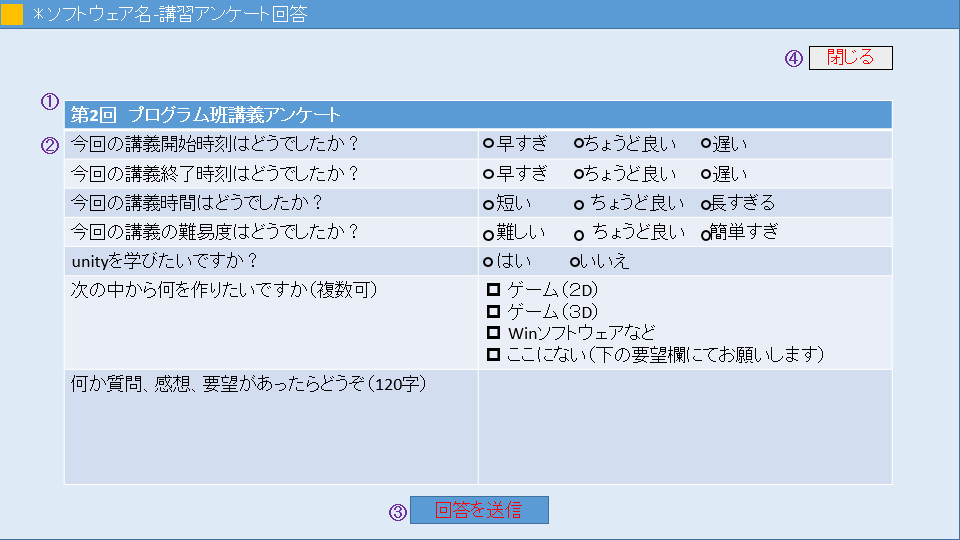 ＊ソフトウェア名-講習アンケート回答
④ 閉じる
①
第2回　プログラム班講義アンケート
② 今回の講義開始時刻はどうでしたか？ 早すぎ ちょうど良い 遅い
今回の講義終了時刻はどうでしたか？ 早すぎ ちょうど良い 遅い
今回の講義時間はどうでしたか？ 短い ちょうど良い 長すぎる
今回の講義の難易度はどうでしたか？ 難しい ちょうど良い 簡単すぎ
unityを学びたいですか？ はい いいえ
次の中から何を作りたいですか（複数可） ゲーム（２D）
ゲーム（３D）
Winソフトウェアなど
ここにない（下の要望欄にてお願いします）
何か質問、感想、要望があったらどうぞ（120字）
③ 回答を送信